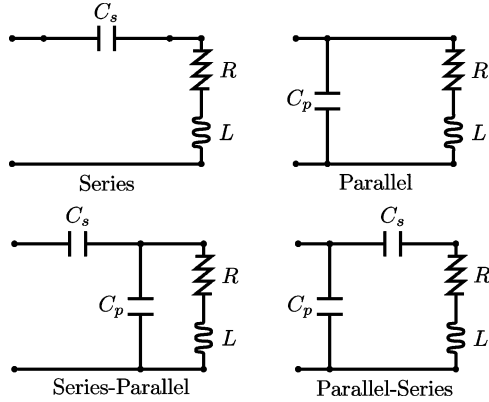 C_s
R
C_p
R
L
L
Series
Parallel
C_s
C_s
R
R
C_p
C_p
L
L
Series-Parallel
Parallel-Series